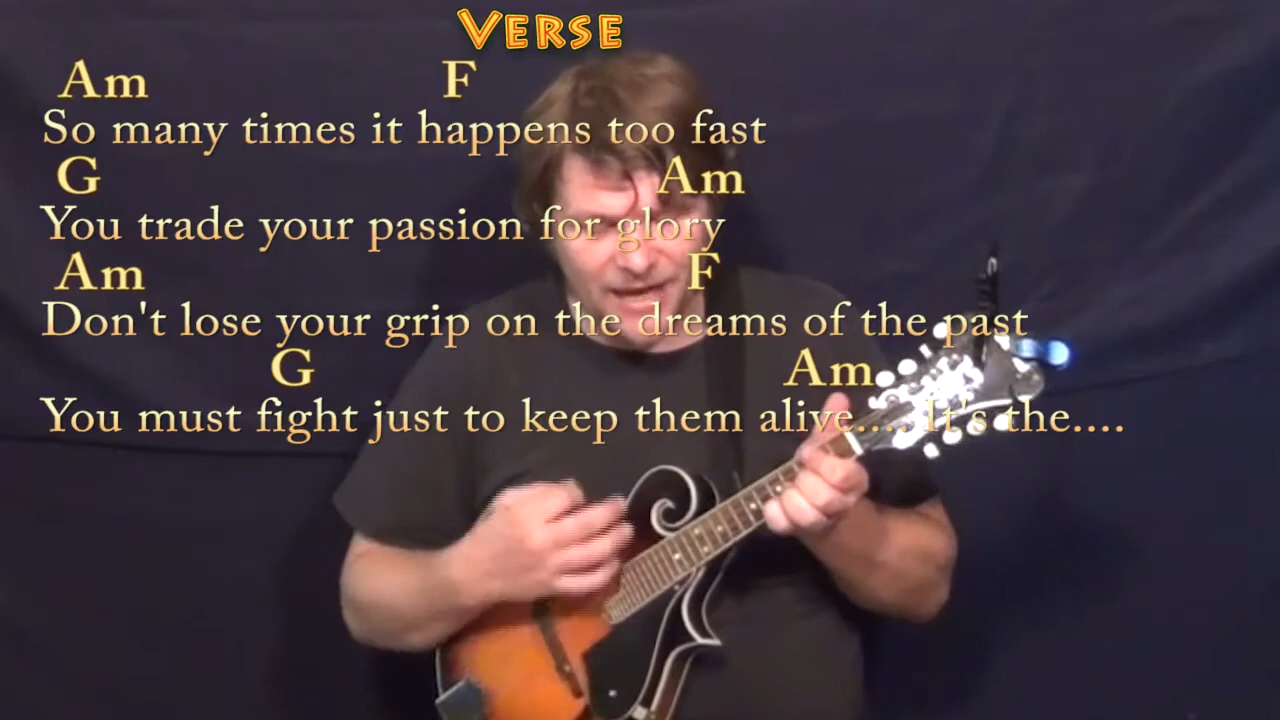 VERSE
Am F
So many times it happens too fast
G Am
You trade your passion for glory
Am F
Don't lose your grip on the dreams of the past
G Am
You must fight just to keep them alive.... It's the....